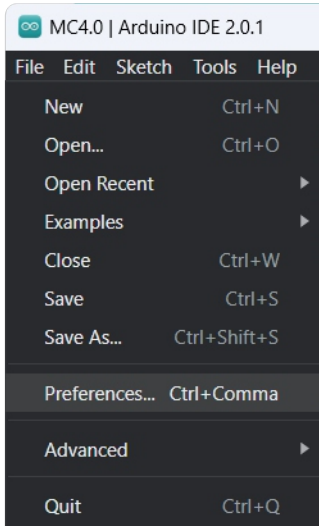 MC4.0 | Arduino IDE 2.0.1
File Edit Sketch Tools Help
New Ctrl+N
Open... Ctrl+O
Open Recent
Examples
Close Ctrl+W
Save Ctrl+S
Save As... Ctrl+Shift+S
Preferences... Ctrl+Comma
Advanced
Quit Ctrl+Q